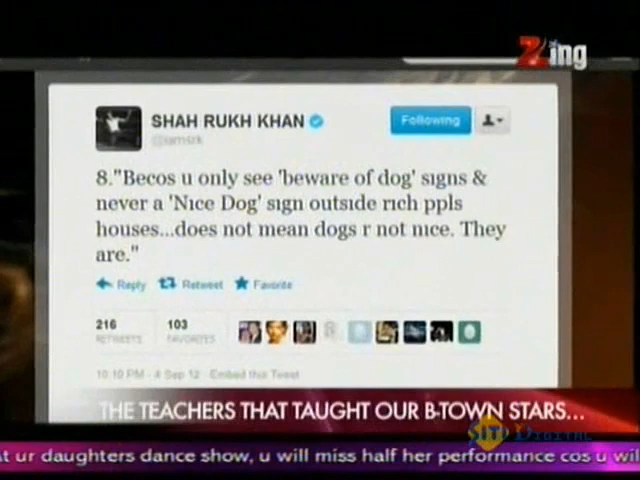 Zing
SHAH RUKH KHAN
@iamsrk
Following
8."Becos u only see 'beware of dog' signs &
never a 'Nice Dog' sign outside rich ppls
houses...does not mean dogs r not nice. They
are."
Reply Retweet Favorite
216 103
RETWEETS FAVORITES
10:10 PM - 4 Sep 12 Embed this Tweet
THE TEACHERS THAT TAUGHT OUR B-TOWN STARS...
SITI DIGITAL
t ur daughters dance show, u will miss half her performance cos u wil